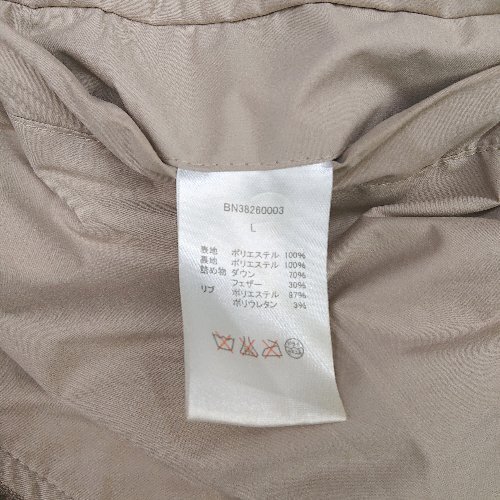 BN38260003
L
表地 ポリエステル 100%
裏地 ポリエステル 100%
詰め物 ダウン 70%
フェザー 30%
リブ ポリエステル 97%
ポリウレタン 3%